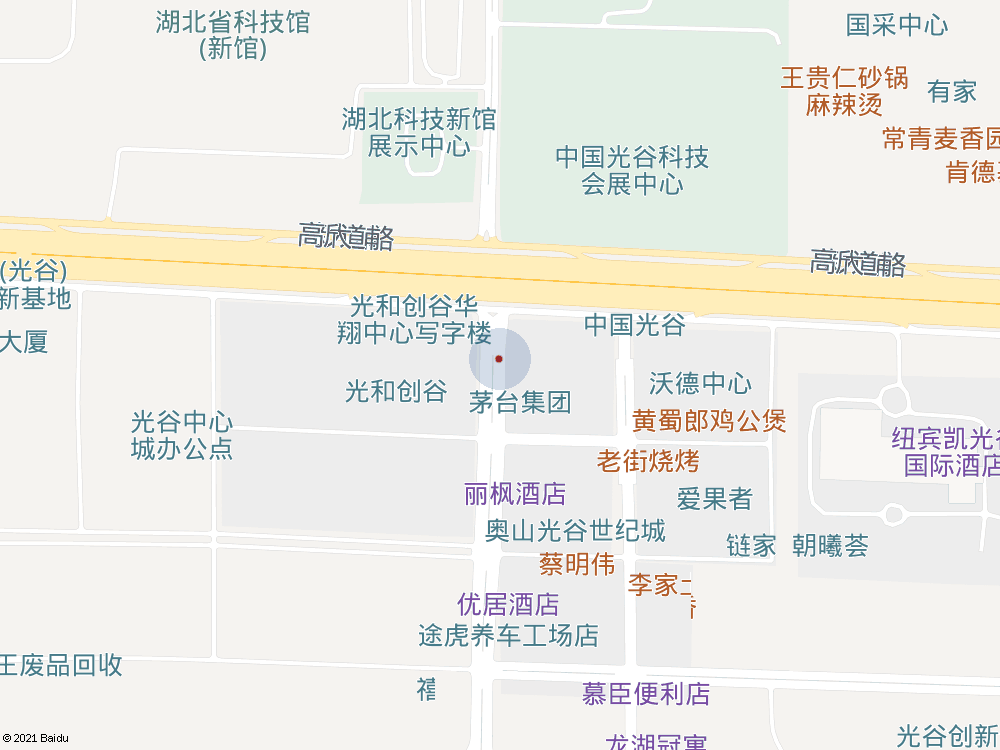 湖北省科技馆
(新馆)
国采中心
王贵仁砂锅
麻辣烫
有家
湖北科技新馆
展示中心
常青麦香园
肯德
中国光谷科技
会展中心
(光谷)
新基地
大厦
光和创谷华
翔中心写字楼
中国光谷
光和创谷
茅台集团
沃德中心
黄蜀郎鸡公煲
光谷中心
城办公点
纽宾凯光谷
国际酒店
老街烧烤
丽枫酒店
爱果者
奥山光谷世纪城
链家
朝曦荟
蔡明伟
李家
优居酒店
途虎养车工场店
王废品回收
慕臣便利店
龙湖冠寓
光谷创新
© 2021 Baidu